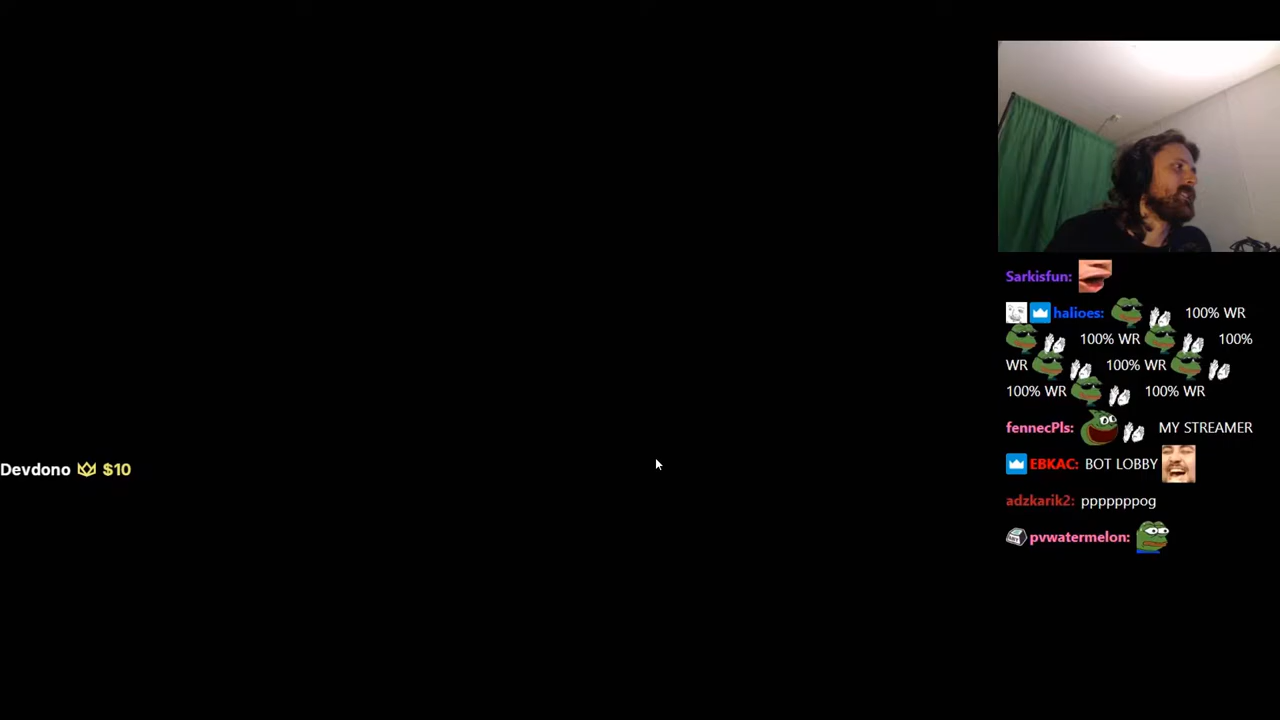 Sarkisfun:
halioes: 100% WR
100% WR 100%
WR 100% WR
100% WR 100% WR
fennecPls: MY STREAMER
EBKAC: BOT LOBBY
Devdono $10
adzkarik2: pppppppog
pvwatermelon: